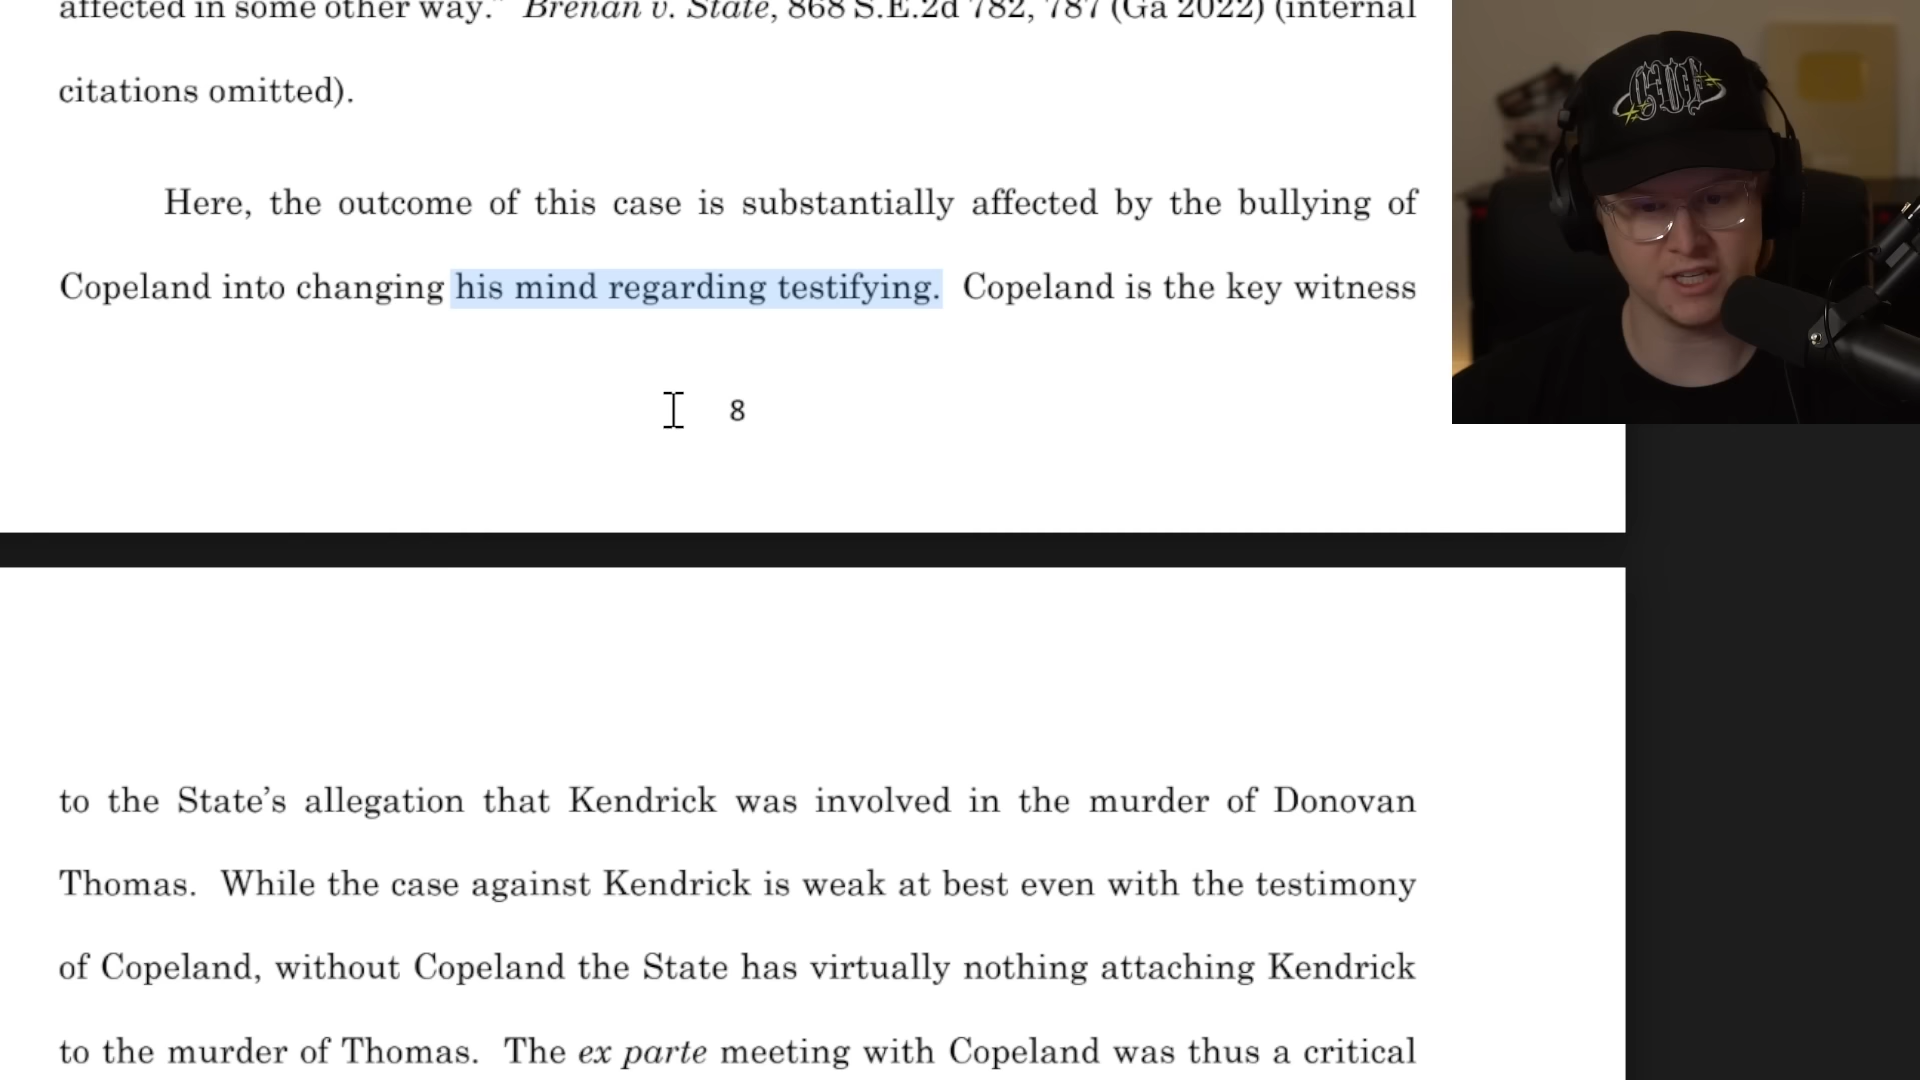 affected in some other way." Brenan v. State, 868 S.E.2d 782, 787 (Ga 2022) (internal
citations omitted).
Here, the outcome of this case is substantially affected by the bullying of
Copeland into changing his mind regarding testifying. Copeland is the key witness
8
to the State's allegation that Kendrick was involved in the murder of Donovan
Thomas. While the case against Kendrick is weak at best even with the testimony
of Copeland, without Copeland the State has virtually nothing attaching Kendrick
to the murder of Thomas. The ex parte meeting with Copeland was thus a critical